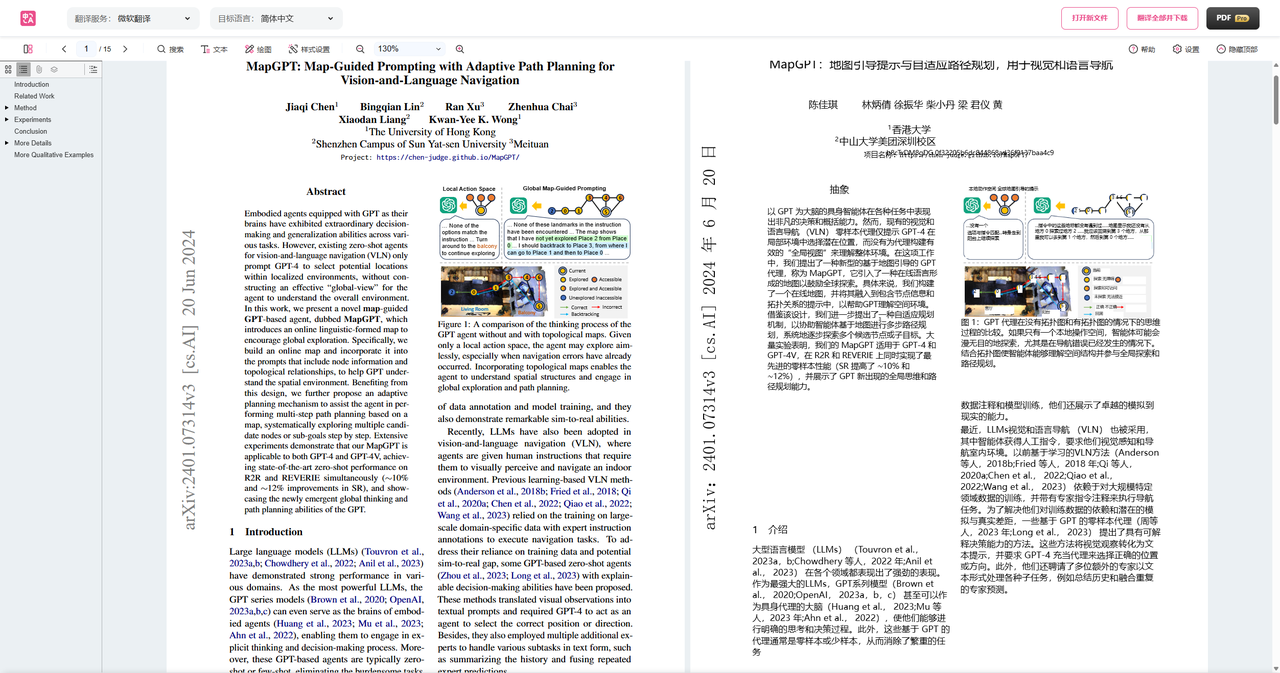 翻译服务: 微软翻译
目标语言: 简体中文
打开新文件
翻译全部并下载
PDF Pro
1 / 15
搜索
文本
绘图
样式设置
130%
帮助
设置
隐藏顶部
Introduction
Related Work
Method
Experiments
Conclusion
More Details
More Qualitative Examples
MapGPT: Map-Guided Prompting with Adaptive Path Planning for
Vision-and-Language Navigation
Jiaqi Chen1 Bingqian Lin2 Ran Xu3 Zhenhua Chai3
Xiaodan Liang2 Kwan-Yee K. Wong1
1The University of Hong Kong
2Shenzhen Campus of Sun Yat-sen University 3Meituan
Project: https://chen-judge.github.io/MapGPT/
arXiv:2401.07314v3 [cs.AI] 20 Jun 2024
Abstract
Embodied agents equipped with GPT as their
brains have exhibited extraordinary decision-
making and generalization abilities across var-
ious tasks. However, existing zero-shot agents
for vision-and-language navigation (VLN) only
prompt GPT-4 to select potential locations
within localized environments, without con-
structing an effective “global-view” for the
agent to understand the overall environment.
In this work, we present a novel map-guided
GPT-based agent, dubbed MapGPT, which
introduces an online linguistic-formed map to
encourage global exploration. Specifically, we
build an online map and incorporate it into
the prompts that include node information and
topological relationships, to help GPT under-
stand the spatial environment. Benefiting from
this design, we further propose an adaptive
planning mechanism to assist the agent in per-
forming multi-step path planning based on a
map, systematically exploring multiple candi-
date nodes or sub-goals step by step. Extensive
experiments demonstrate that our MapGPT is
applicable to both GPT-4 and GPT-4V, achiev-
ing state-of-the-art zero-shot performance on
R2R and REVERIE simultaneously (~10%
and ~12% improvements in SR), and show-
casing the newly emergent global thinking and
path planning abilities of the GPT.
1 Introduction
Large language models (LLMs) (Touvron et al.,
2023a,b; Chowdhery et al., 2022; Anil et al., 2023)
have demonstrated strong performance in vari-
ous domains. As the most powerful LLMs, the
GPT series models (Brown et al., 2020; OpenAI,
2023a,b,c) can even serve as the brains of embod-
ied agents (Huang et al., 2023; Mu et al., 2023;
Ahn et al., 2022), enabling them to engage in ex-
plicit thinking and decision-making process. More-
over, these GPT-based agents are typically zero-
shot or few-shot, eliminating the burdensome tasks
Local Action Space
Global Map-Guided Prompting
... None of the
options match the
instruction ... Turn
around to the balcony
to continue exploring
... None of these landmarks in the
instruction have been encountered ... The map shows
that I have not yet explored Place 2 from Place
0 ... I should backtrack to Place 3, from where I
can go to Place 1 and then to Place 0 ...
Living Room
Current
Explored
Accessible
Explored and Accessible
Unexplored Inaccessible
Correct
Incorrect
Backtracking
Figure 1: A comparison of the thinking process of the
GPT agent without and with topological maps. Given
only a local action space, the agent may explore aim-
lessly, especially when navigation errors have already
occurred. Incorporating topological maps enables the
agent to understand spatial structures and engage in
global exploration and path planning.
of data annotation and model training, and they
also demonstrate remarkable sim-to-real abilities.
Recently, LLMs have also been adopted in
vision-and-language navigation (VLN), where
agents are given human instructions that require
them to visually perceive and navigate an indoor
environment. Previous learning-based VLN meth-
ods (Anderson et al., 2018b; Fried et al., 2018; Qi
et al., 2020a; Chen et al., 2022; Qiao et al., 2022;
Wang et al., 2023) relied on the training on large-
scale domain-specific data with expert instruction
annotations to execute navigation tasks. To ad-
dress their reliance on training data and potential
sim-to-real gap, some GPT-based zero-shot agents
(Zhou et al., 2023; Long et al., 2023) with explain-
able decision-making abilities have been proposed.
These methods translated visual observations into
textual prompts and required GPT-4 to act as an
agent to select the correct position or direction.
Besides, they also employed multiple additional ex-
perts to handle various subtasks in text form, such
as summarizing the history and fusing repeated
expert predictions.
MapGPT：地图引导提示与自适应路径规划，用于视觉和语言导航
陈佳琪 林炳倩 徐振华 柴小丹 梁 君仪 黄
1香港大学
2中山大学美团深圳校区
项目名称:
arXiv：2401.07314v3 [cs.AI] 2024 年 6 月 20 日
抽象
以 GPT 为大脑的具身智能体在各种任务中表现
出非凡的决策和概括能力。然而，现有的视觉和
语言导航 （VLN） 零样本代理仅提示 GPT-4 在
局部环境中选择潜在位置，而没有为代理构建有
效的 “全局视图” 来理解整体环境。在这项工作
中，我们提出了一种新型的基于地图引导的 GPT
代理，称为 MapGPT，它引入了一种在线语言形
成的地图以鼓励全球探索。具体来说，我们构建
了一个在线地图，并将其融入到包含节点信息和
拓扑关系的提示中，以帮助GPT理解空间环境。
借鉴该设计，我们进一步提出了一种自适应规划
机制，以协助智能体基于地图进行多步路径规
划，系统地逐步探索多个候选节点或子目标。大
量实验表明，我们的 MapGPT 适用于 GPT-4 和
GPT-4V，在 R2R 和 REVERIE 上同时实现了最
先进的零样本性能（SR 提高了 ~10% 和
~12%），并展示了 GPT 新出现的全局思维和路
径规划能力。
1 介绍
大型语言模型 （LLMs） （Touvron et al.,
2023a，b;Chowdhery 等人，2022 年;Anil et
al.， 2023） 在各个领域都表现出了强劲的表现。
作为最强大的LLMs，GPT系列模型（Brown et
al.，2020;OpenAI， 2023a，b，c） 甚至可以作
为具身代理的大脑（Huang et al.， 2023;Mu 等
人，2023 年;Ahn et al.， 2022），使他们能够进
行明确的思考和决策过程。此外，这些基于 GPT 的
代理通常是零样本或少样本，从而消除了繁重的任
务
图 1：GPT 代理在没有拓扑图和有拓扑图的情况下的思维
过程的比较。如果只有一个本地操作空间，智能体可能会
漫无目的地探索，尤其是在导航错误已经发生的情况下。
结合拓扑图使智能体能够理解空间结构并参与全局探索和
路径规划。
数据注释和模型训练，他们还展示了卓越的模拟到
现实的能力。
最近，LLMs视觉和语言导航 （VLN） 也被采用，
其中智能体获得人工指令，要求他们视觉感知和导
航室内环境。以前基于学习的VLN方法（Anderson
等人，2018b;Fried 等人，2018 年;Qi 等人，
2020a;Chen et al.，2022;Qiao et al.，
2022;Wang et al.， 2023） 依赖于对大规模特定
领域数据的训练，并带有专家指令注释来执行导航
任务。为了解决他们对训练数据的依赖和潜在的模
拟与真实差距，一些基于 GPT 的零样本代理（周等
人，2023 年;Long et al.，2023） 提出了具有可解
释决策能力的方法。这些方法将视觉观察转化为文
本提示，并要求 GPT-4 充当代理来选择正确的位置
或方向。此外，他们还聘请了多位额外的专家以文
本形式处理各种子任务，例如总结历史和融合重复
的专家预测。